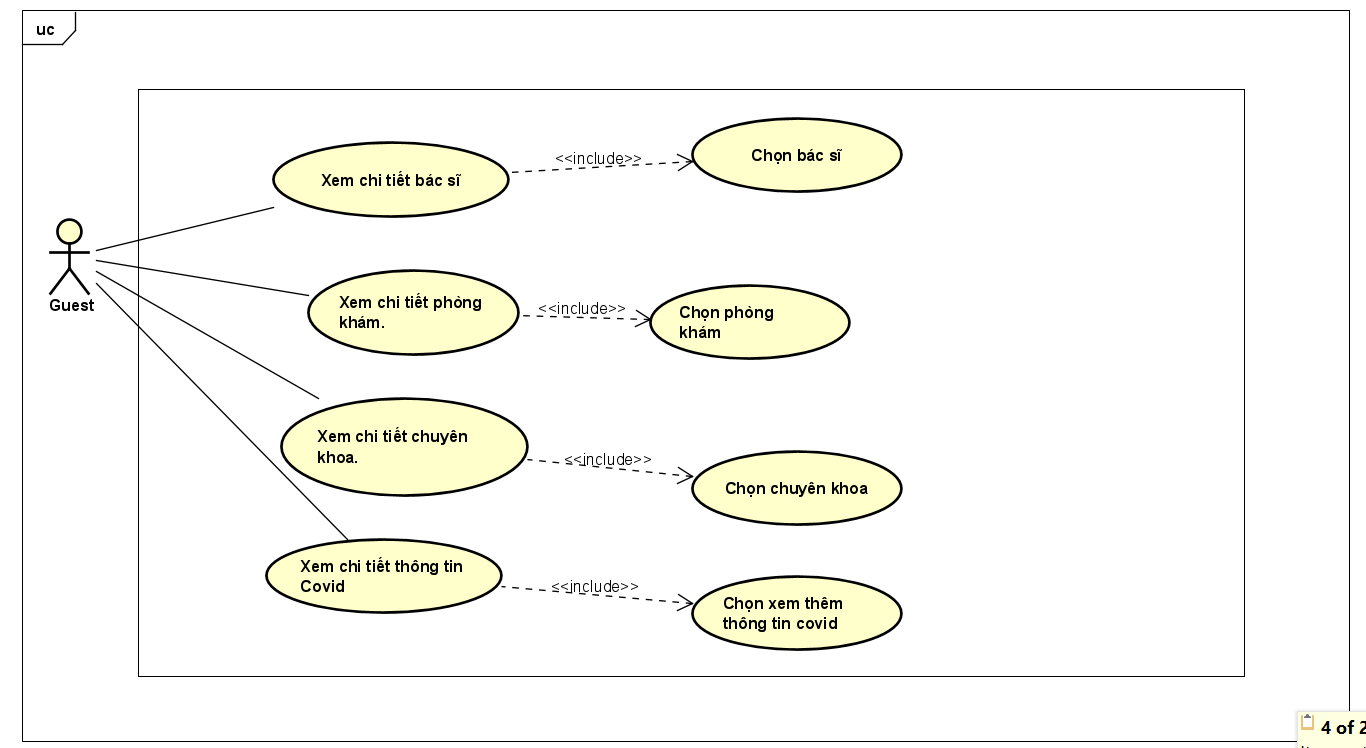 uc
Xem chi tiết bác sĩ
<<include>>
Chọn bác sĩ
Guest
Xem chi tiết phòng
khám.
<<include>>
Chọn phòng
khám
Xem chi tiết chuyên
khoa.
<<include>>
Chọn chuyên khoa
Xem chi tiết thông tin
Covid
<<include>>
Chọn xem thêm
thông tin covid
4 of 2